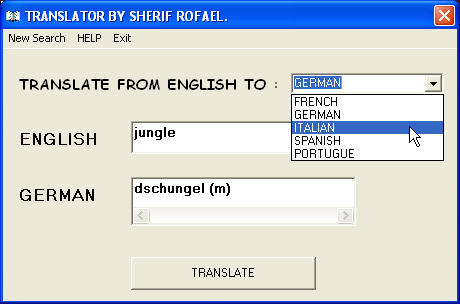 TRANSLATOR BY SHERIF ROFAEL.
New Search HELP Exit
TRANSLATE FROM ENGLISH TO : GERMAN
FRENCH
GERMAN
ITALIAN
SPANISH
PORTUGUE
ENGLISH jungle
GERMAN dschungel (m)
TRANSLATE